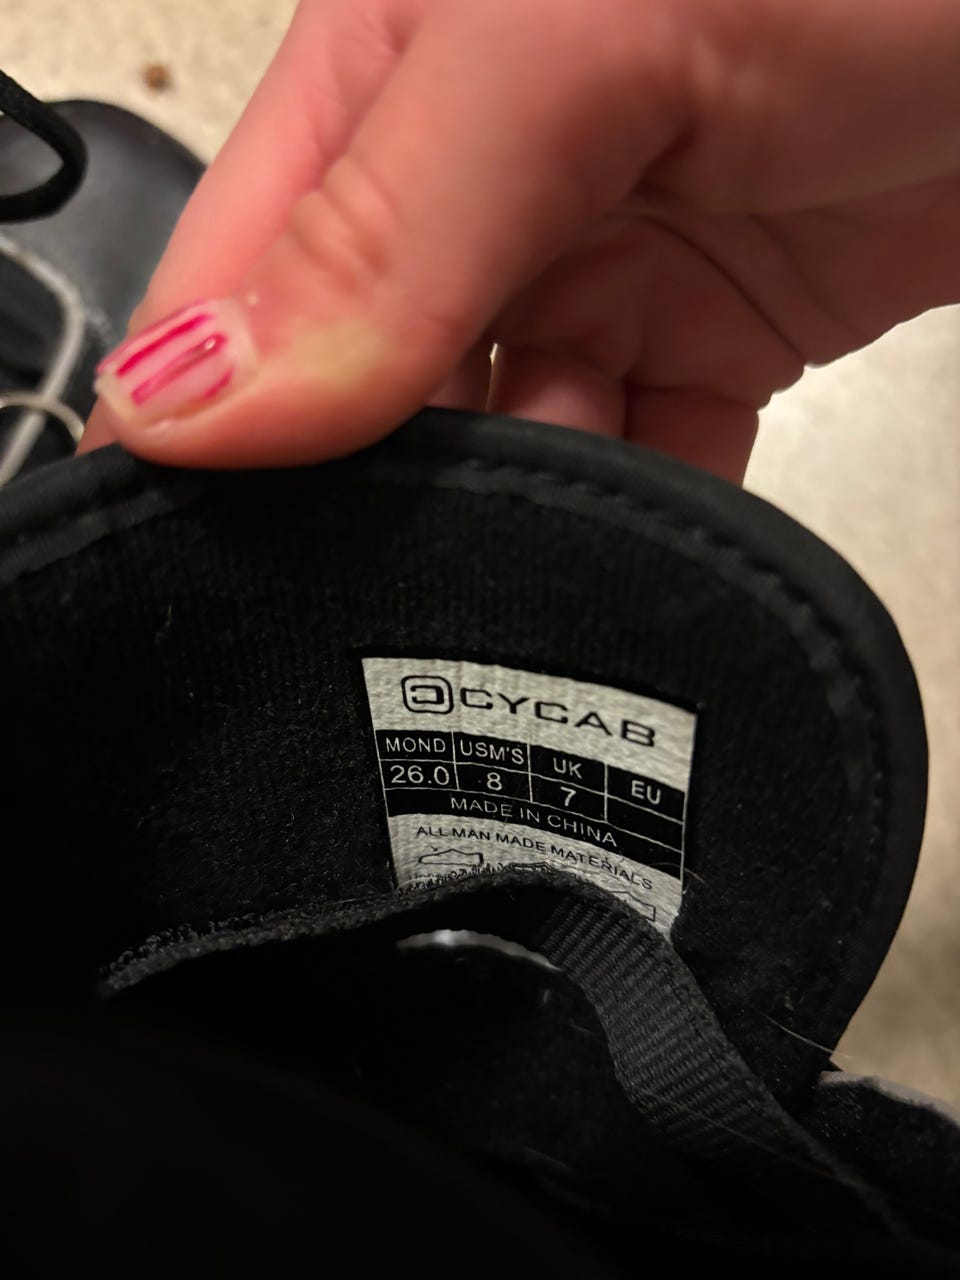 CYCAB
MOND USM'S UK EU
26.0 8 7
MADE IN CHINA
ALL MAN MADE MATERIALS